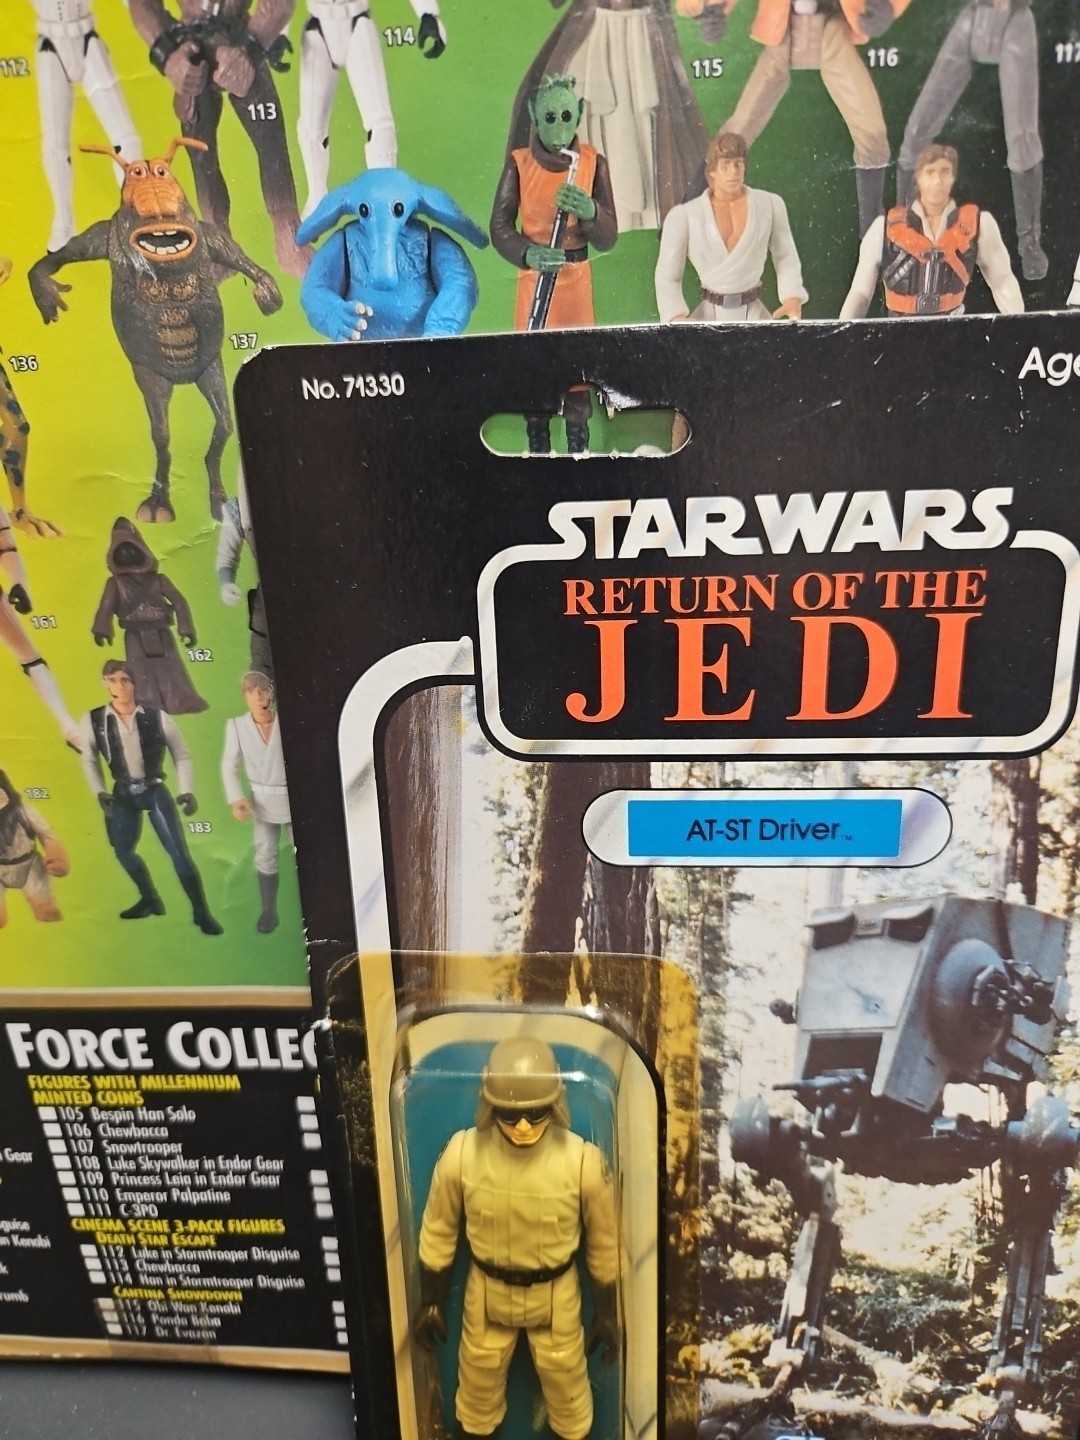 112
114
113
115
116
137
136
No. 71330
Age
STAR WARS
RETURN OF THE
JEDI
161
162
182
183
AT-ST Driver™
FORCE COLLEC
FIGURES WITH MILLENNIUM
MINTED COINS
105 Bespin Han Solo
106 Chewbacca
107 Snowtrooper
108 Luke Skywalker in Endor Gear
109 Princess Leia in Endor Gear
110 Emperor Palpatine
111 C-3PO
CINEMA SCENE 3-PACK FIGURES
DEATH STAR ESCAPE
112 Luke in Stormtrooper Disguise
113 Chewbacca
114 Han in Stormtrooper Disguise
CANTINA SHOWDOWN
115 Obi Wan Kenobi
116 Ponda Baba
117 Dr. Evazan
Gear
Kenobi